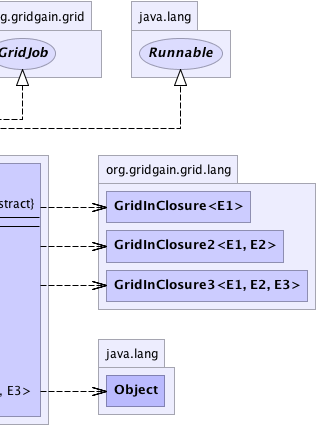 g.gridgain.grid
java.lang
GridJob
Runnable
org.gridgain.grid.lang
stract}
GridInClosure<E1>
GridInClosure2<E1, E2>
GridInClosure3<E1, E2, E3>
java.lang
, E3>
Object